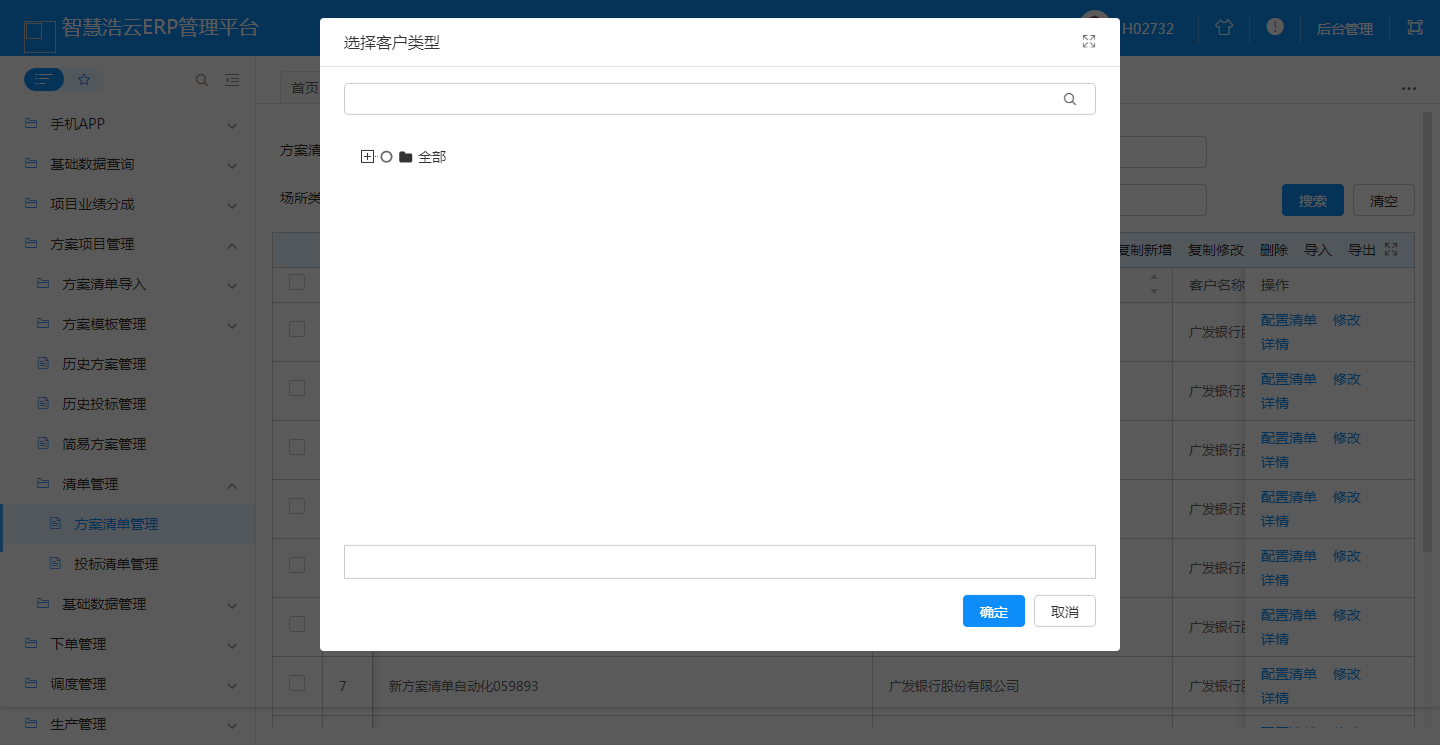 智慧浩云ERP管理平台
H02732
后台管理
选择客户类型
首页
手机APP
基础数据查询
项目业绩分成
方案项目管理
方案清单导入
方案模板管理
历史方案管理
历史投标管理
简易方案管理
清单管理
方案清单管理
投标清单管理
基础数据管理
下单管理
调度管理
生产管理
方案清
场所类
全部
确定
取消
搜索
清空
复制新增
复制修改
删除
导入
导出
客户名称
操作
广发银行股
配置清单 修改
详情
广发银行股
配置清单 修改
详情
广发银行股
配置清单 修改
详情
广发银行股
配置清单 修改
详情
广发银行股
配置清单 修改
详情
广发银行股
配置清单 修改
详情
7
新方案清单自动化059893
广发银行股份有限公司
广发银行股
配置清单 修改
详情